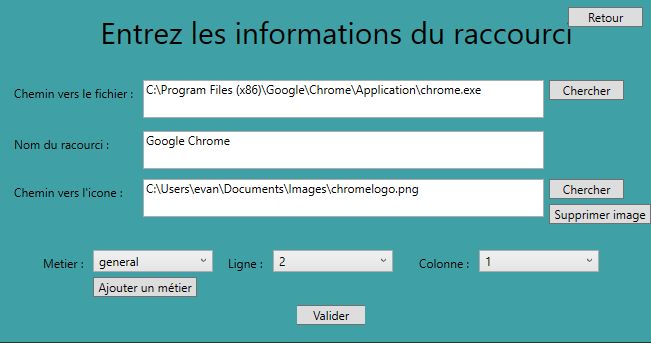 Retour
Entrez les informations du raccourci
Chemin vers le fichier : C:\Program Files (x86)\Google\Chrome\Application\chrome.exe Chercher
Nom du racourci : Google Chrome
Chemin vers l'icone : C:\Users\evan\Documents\Images\chromelogo.png Chercher
Supprimer image
Metier : general Ligne : 2 Colonne : 1
Ajouter un métier
Valider